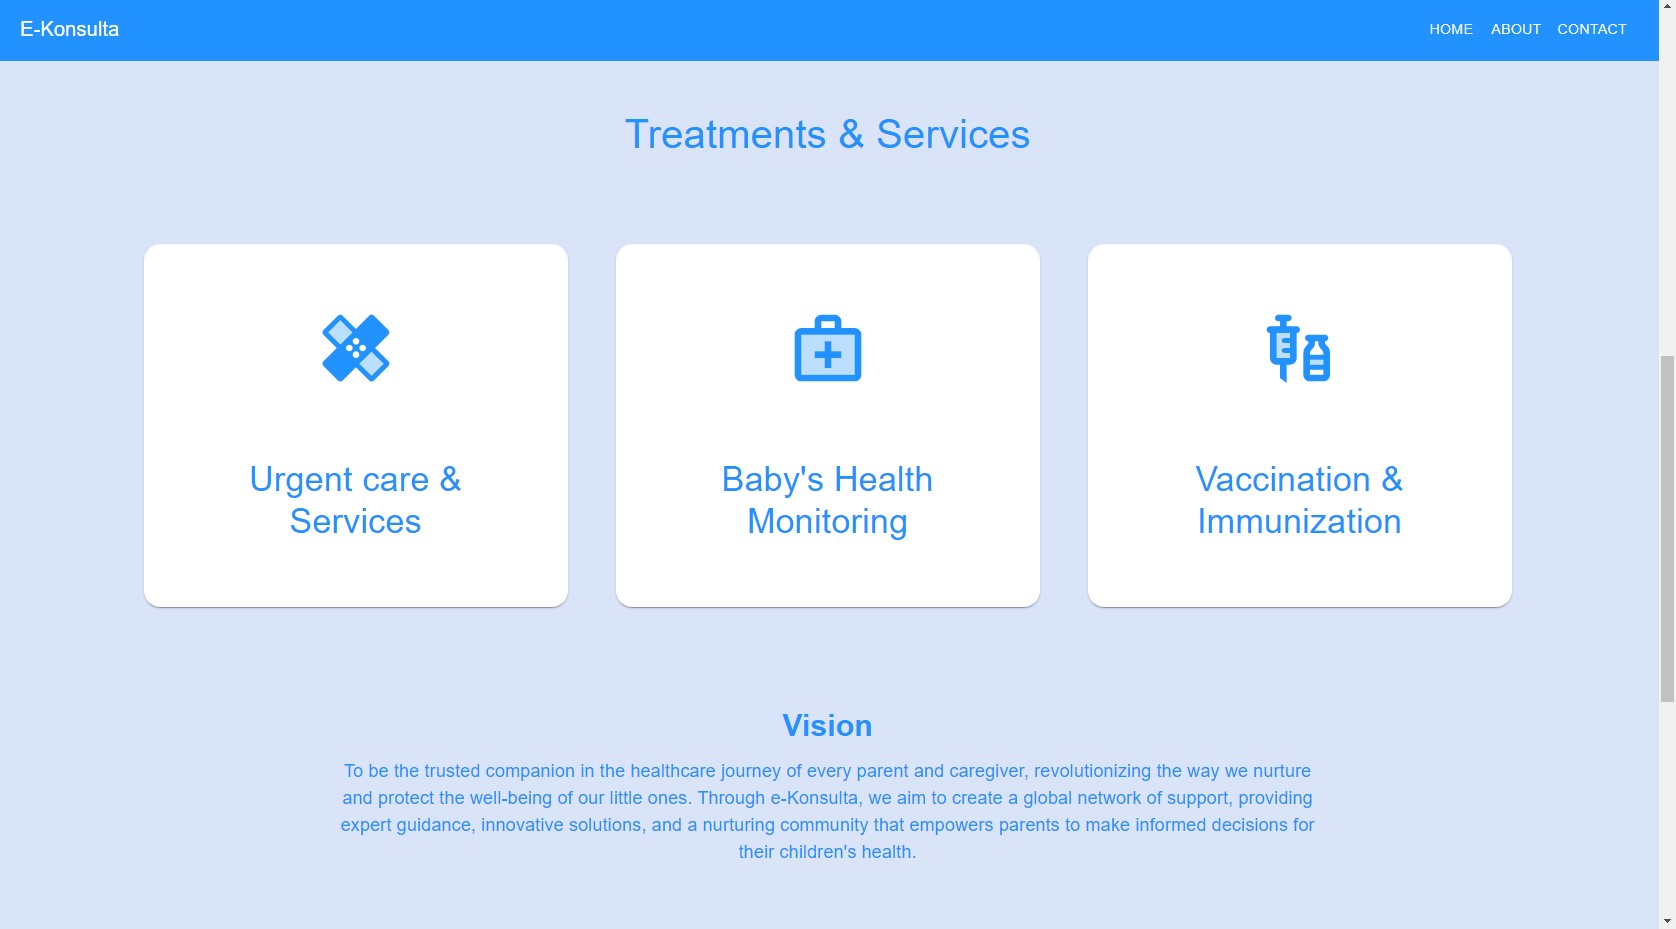 E-Konsulta
HOME ABOUT CONTACT
Treatments & Services
Urgent care &
Services
Baby's Health
Monitoring
Vaccination &
Immunization
Vision
To be the trusted companion in the healthcare journey of every parent and caregiver, revolutionizing the way we nurture
and protect the well-being of our little ones. Through e-Konsulta, we aim to create a global network of support, providing
expert guidance, innovative solutions, and a nurturing community that empowers parents to make informed decisions for
their children's health.